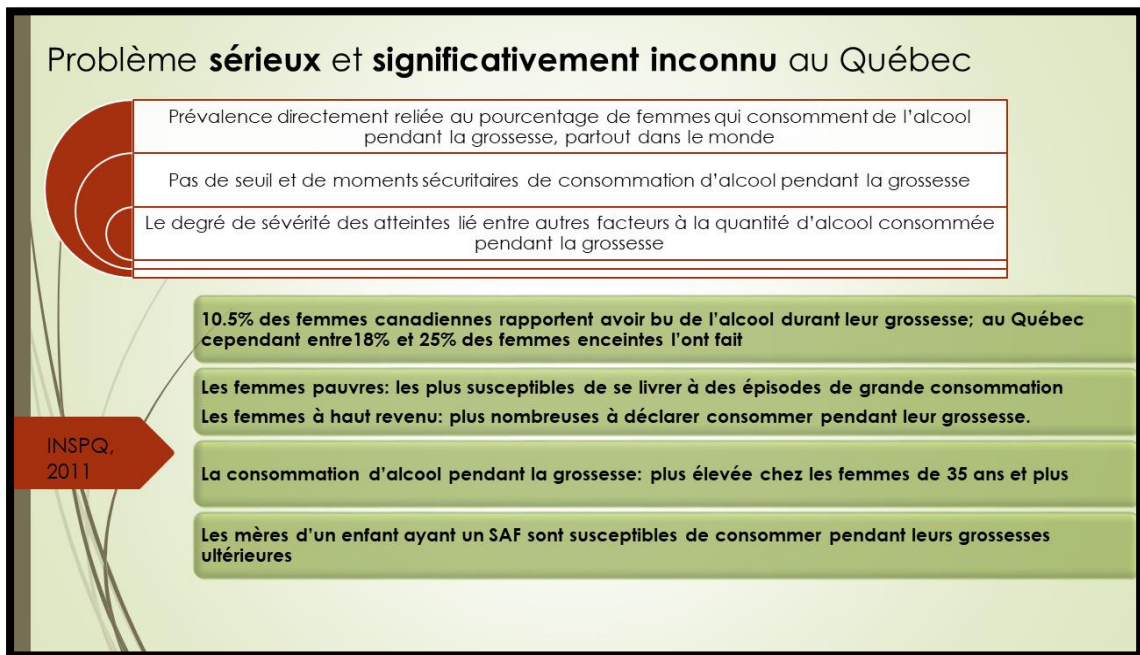 Problème sérieux et significativement inconnu au Québec
Prévalence directement reliée au pourcentage de femmes qui consomment de l'alcool
pendant la grossesse, partout dans le monde
Pas de seuil et de moments sécuritaires de consommation d'alcool pendant la grossesse
Le degré de sévérité des atteintes lié entre autres facteurs à la quantité d'alcool consommée
pendant la grossesse
10.5% des femmes canadiennes rapportent avoir bu de l'alcool durant leur grossesse; au Québec
cependant entre18% et 25% des femmes enceintes l'ont fait
Les femmes pauvres: les plus susceptibles de se livrer à des épisodes de grande consommation
Les femmes à haut revenu: plus nombreuses à déclarer consommer pendant leur grossesse.
INSPQ,
2011
La consommation d'alcool pendant la grossesse: plus élevée chez les femmes de 35 ans et plus
Les mères d'un enfant ayant un SAF sont susceptibles de consommer pendant leurs grossesses
ultérieures